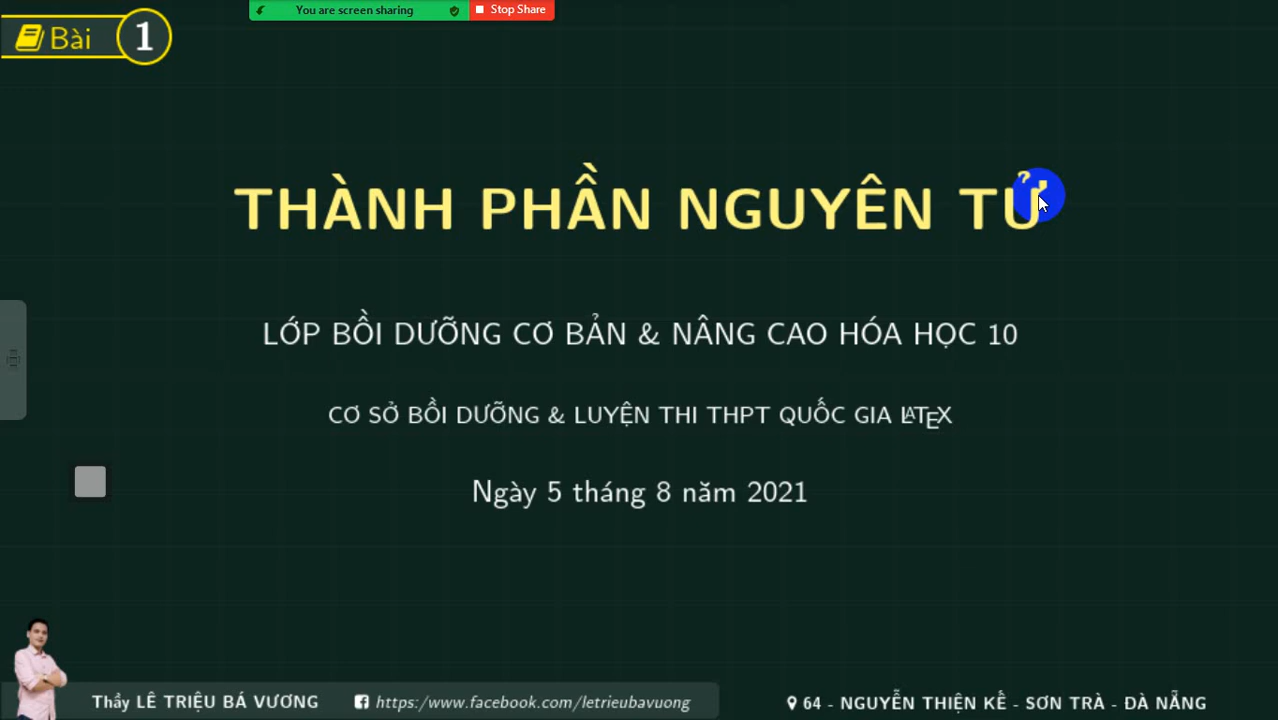 You are screen sharing Stop Share
Bài 1
THÀNH PHẦN NGUYÊN TỬ
LỚP BỒI DƯỠNG CƠ BẢN & NÂNG CAO HÓA HỌC 10
CƠ SỞ BỒI DƯỠNG & LUYỆN THI THPT QUỐC GIA LATEX
Ngày 5 tháng 8 năm 2021
Thầy LÊ TRIỆU BÁ VƯƠNG https://www.facebook.com/letrieubavuong 64 - NGUYỄN THIỆN KẾ - SƠN TRÀ - ĐÀ NẴNG